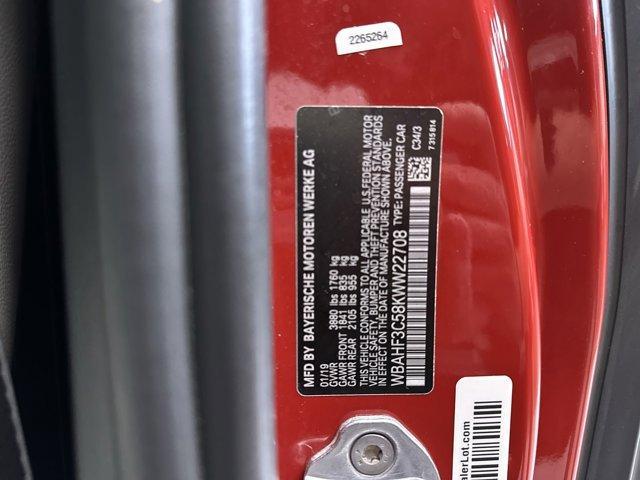 2265264
MFD BY BAYERISCHE MOTOREN WERKE AG
01/19
GVWR 3880 lbs 1760 kg
GAWR FRONT 1841 lbs 835 kg
GAWR REAR 2105 lbs 955 kg
THIS VEHICLE CONFORMS TO ALL APPLICABLE U.S. FEDERAL MOTOR
VEHICLE SAFETY, BUMPER AND THEFT PREVENTION STANDARDS
IN EFFECT ON THE DATE OF MANUFACTURE SHOWN ABOVE.
WBAHF3C58KWW22708 TYPE: PASSENGER CAR
C34/3
7315814
alerLot.com